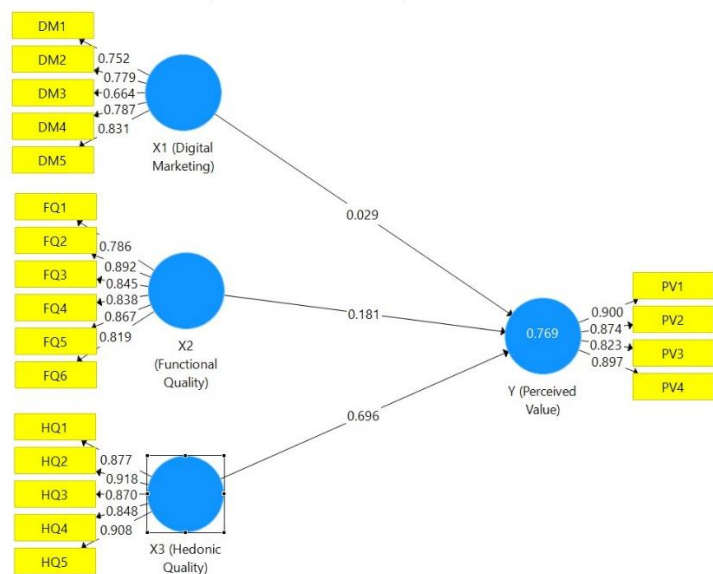 DM1
DM2
DM3
DM4
DM5
0.752
0.779
0.664
0.787
0.831
X1 (Digital
Marketing)
0.029
FQ1
FQ2
FQ3
FQ4
FQ5
FQ6
0.786
0.892
0.845
0.838
0.867
0.819
X2
(Functional
Quality)
0.181
HQ1
HQ2
HQ3
HQ4
HQ5
0.877
0.918
0.870
0.848
0.908
X3 (Hedonic
Quality)
0.696
0.769
Y (Perceived
Value)
0.900
0.874
0.823
0.897
PV1
PV2
PV3
PV4